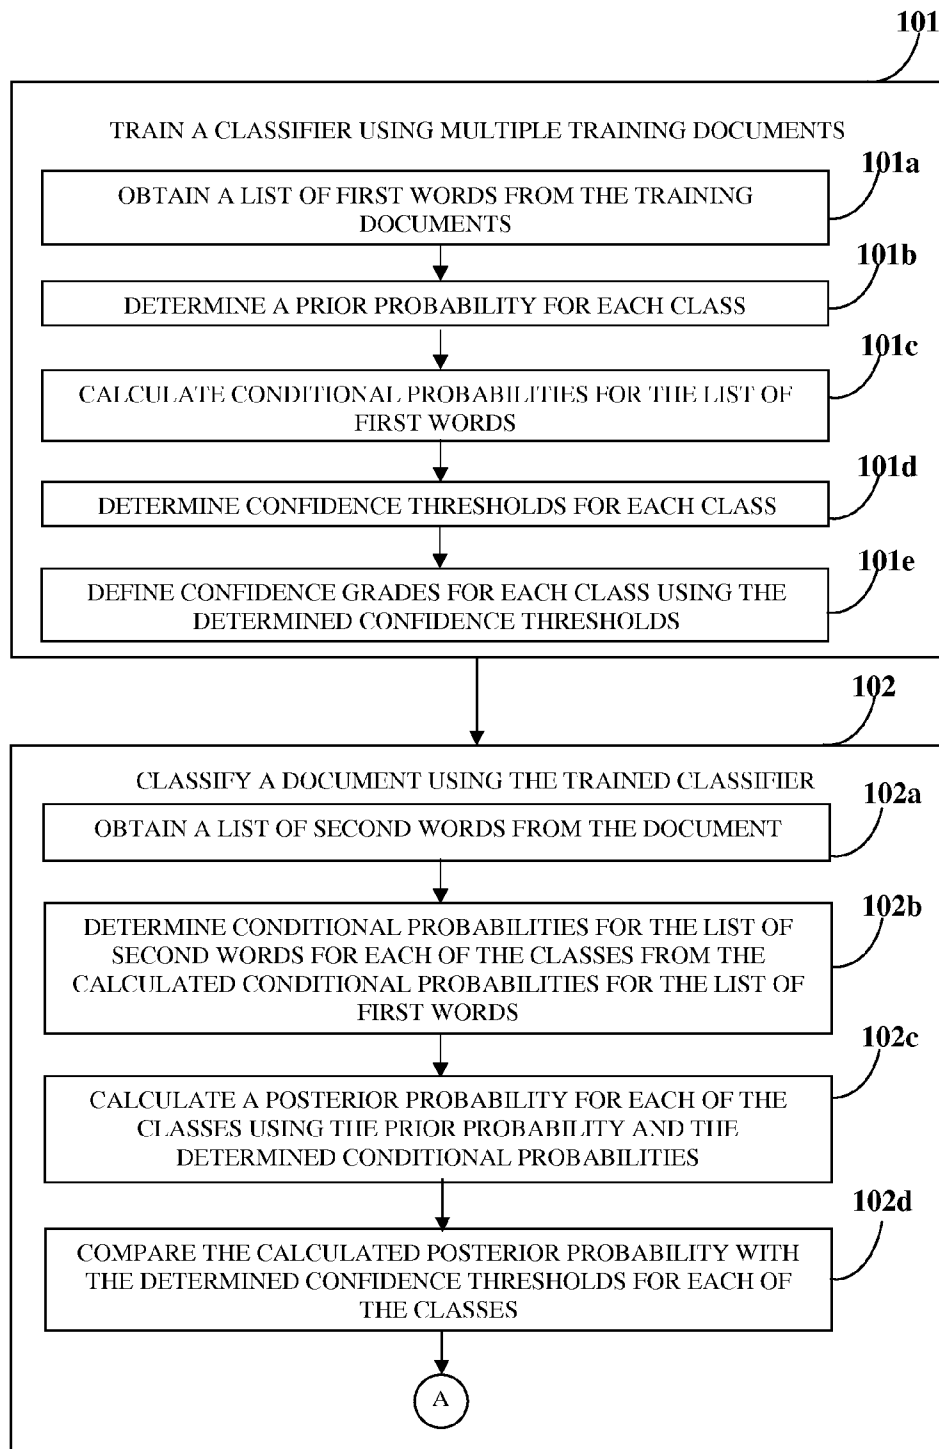 101
TRAIN A CLASSIFIER USING MULTIPLE TRAINING DOCUMENTS
101a
OBTAIN A LIST OF FIRST WORDS FROM THE TRAINING
DOCUMENTS
101b
DETERMINE A PRIOR PROBABILITY FOR EACH CLASS
101c
CALCULATE CONDITIONAL PROBABILITIES FOR THE LIST OF
FIRST WORDS
101d
DETERMINE CONFIDENCE THRESHOLDS FOR EACH CLASS
101e
DEFINE CONFIDENCE GRADES FOR EACH CLASS USING THE
DETERMINED CONFIDENCE THRESHOLDS
102
CLASSIFY A DOCUMENT USING THE TRAINED CLASSIFIER
102a
OBTAIN A LIST OF SECOND WORDS FROM THE DOCUMENT
102b
DETERMINE CONDITIONAL PROBABILITIES FOR THE LIST OF
SECOND WORDS FOR EACH OF THE CLASSES FROM THE
CALCULATED CONDITIONAL PROBABILITIES FOR THE LIST OF
FIRST WORDS
102c
CALCULATE A POSTERIOR PROBABILITY FOR EACH OF THE
CLASSES USING THE PRIOR PROBABILITY AND THE
DETERMINED CONDITIONAL PROBABILITIES
102d
COMPARE THE CALCULATED POSTERIOR PROBABILITY WITH
THE DETERMINED CONFIDENCE THRESHOLDS FOR EACH OF
THE CLASSES
A